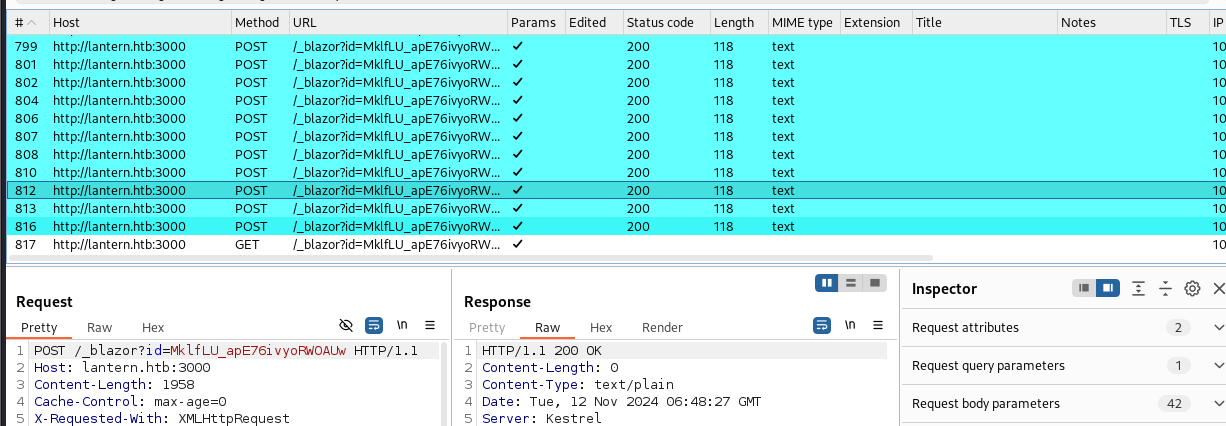 # Host Method URL Params Edited Status code Length MIME type Extension Title Notes TLS IP
799 http://lantern.htb:3000 POST /_blazor?id=MklfLU_apE76ivyoRW... ✓ 200 118 text 10
801 http://lantern.htb:3000 POST /_blazor?id=MklfLU_apE76ivyoRW... ✓ 200 118 text 10
802 http://lantern.htb:3000 POST /_blazor?id=MklfLU_apE76ivyoRW... ✓ 200 118 text 10
804 http://lantern.htb:3000 POST /_blazor?id=MklfLU_apE76ivyoRW... ✓ 200 118 text 10
806 http://lantern.htb:3000 POST /_blazor?id=MklfLU_apE76ivyoRW... ✓ 200 118 text 10
807 http://lantern.htb:3000 POST /_blazor?id=MklfLU_apE76ivyoRW... ✓ 200 118 text 10
808 http://lantern.htb:3000 POST /_blazor?id=MklfLU_apE76ivyoRW... ✓ 200 118 text 10
810 http://lantern.htb:3000 POST /_blazor?id=MklfLU_apE76ivyoRW... ✓ 200 118 text 10
812 http://lantern.htb:3000 POST /_blazor?id=MklfLU_apE76ivyoRW... ✓ 200 118 text 10
813 http://lantern.htb:3000 POST /_blazor?id=MklfLU_apE76ivyoRW... ✓ 200 118 text 10
816 http://lantern.htb:3000 POST /_blazor?id=MklfLU_apE76ivyoRW... ✓ 200 118 text 10
817 http://lantern.htb:3000 GET /_blazor?id=MklfLU_apE76ivyoRW... ✓ 10
Request
Pretty Raw Hex \n
1 POST /_blazor?id=MklfLU_apE76ivyoRWOAUw HTTP/1.1
2 Host: lantern.htb:3000
3 Content-Length: 1958
4 Cache-Control: max-age=0
5 X-Requested-With: XMLHttpRequest
Response
Pretty Raw Hex Render \n
1 HTTP/1.1 200 OK
2 Content-Length: 0
3 Content-Type: text/plain
4 Date: Tue, 12 Nov 2024 06:48:27 GMT
5 Server: Kestrel
Inspector
Request attributes 2
Request query parameters 1
Request body parameters 42